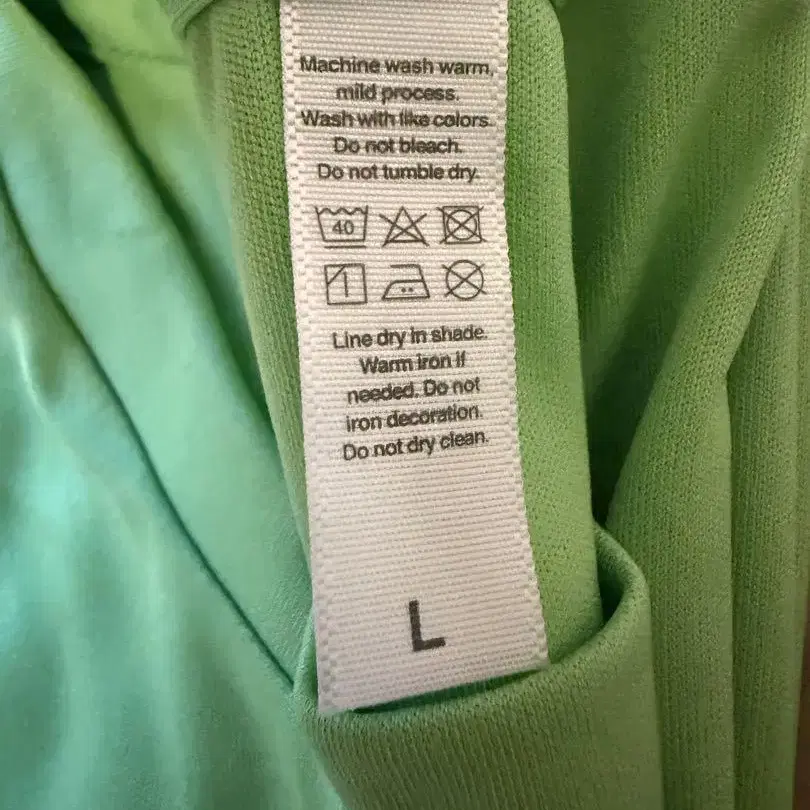 Machine wash warm,
mild process.
Wash with like colors.
Do not bleach.
Do not tumble dry.
40
Line dry in shade.
Warm iron if
needed. Do not
iron decoration.
Do not dry clean.
L